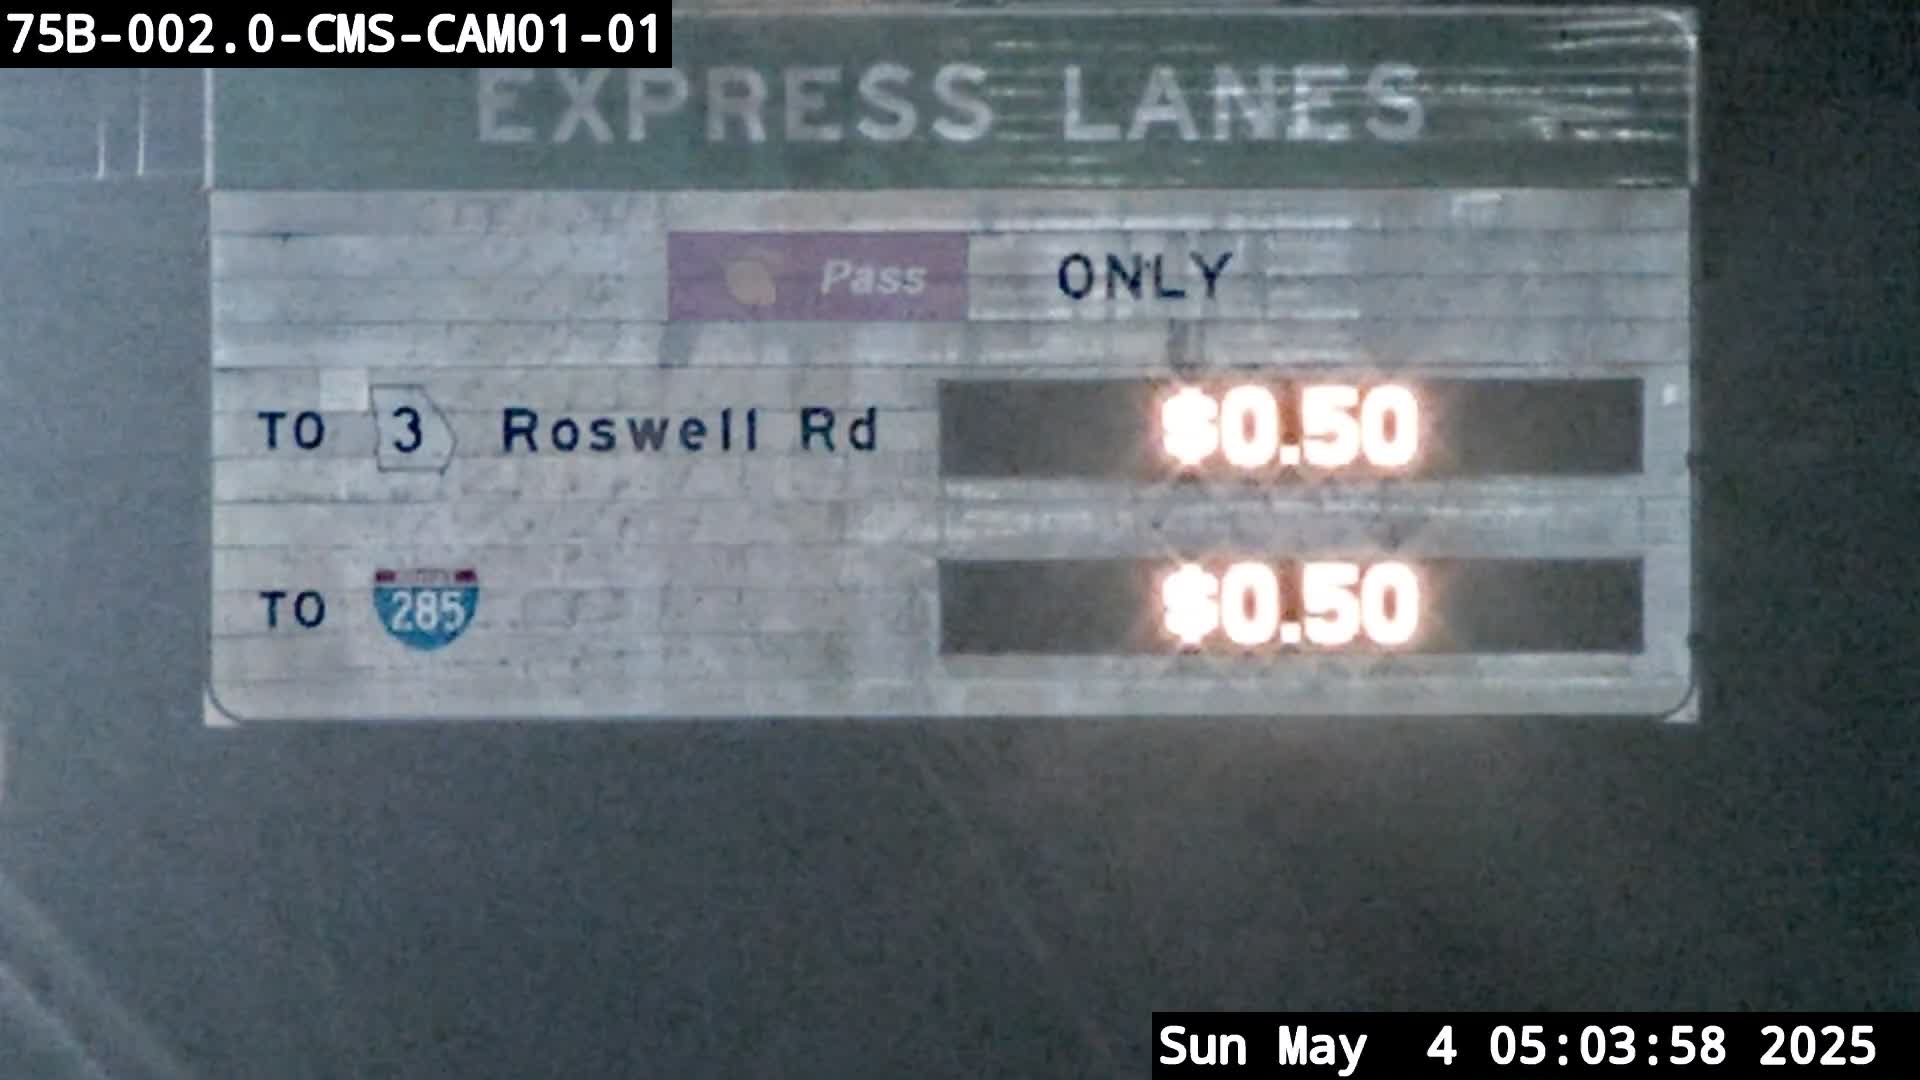 75B-002.0-CMS-CAM01-01
EXPRESS LANES
Pass ONLY
TO 3 Roswell Rd $0.50
TO 285 $0.50
Sun May 4 05:03:58 2025